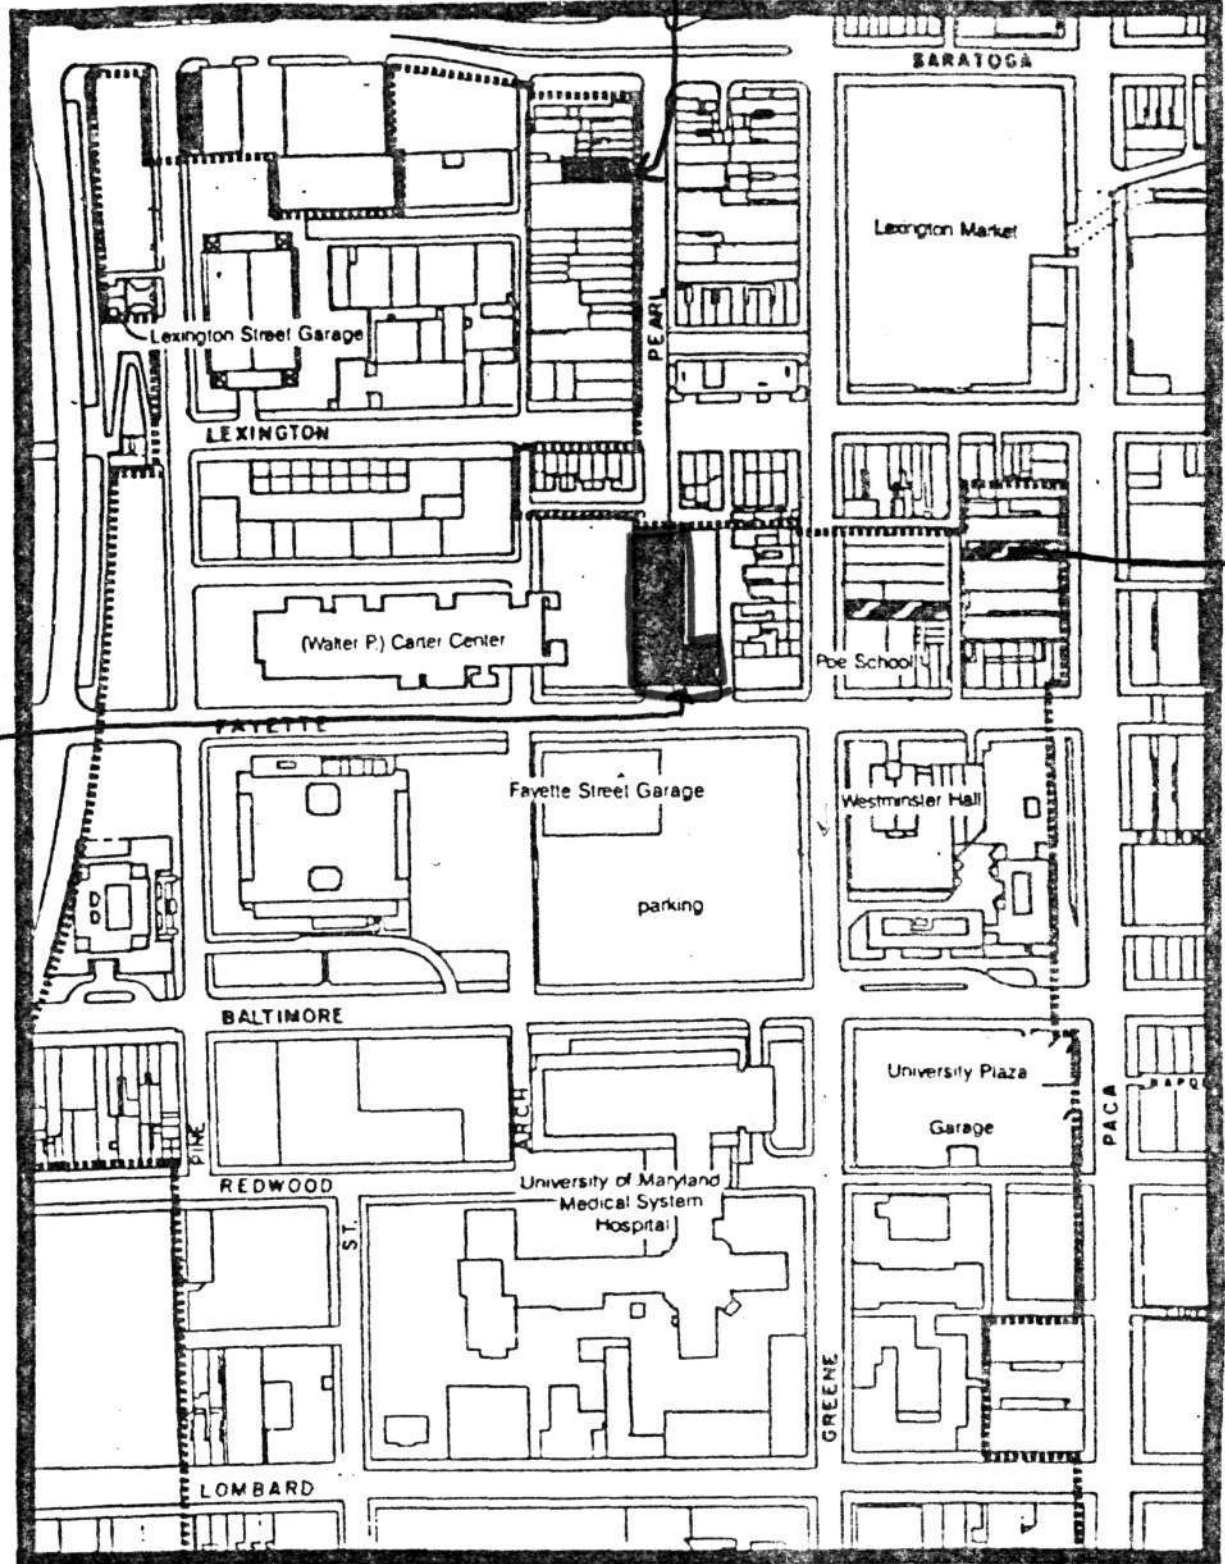 SARATOGA
Lexington Market
PEARL
Lexington Street Garage
LEXINGTON
(Walter P.) Carter Center
Poe School
FAYETTE
Fayette Street Garage
Westminster Hall
parking
BALTIMORE
University Plaza
Garage
PACA
ARCH
PINE
REDWOOD
University of Maryland
Medical System
Hospital
ST.
GREENE
LOMBARD